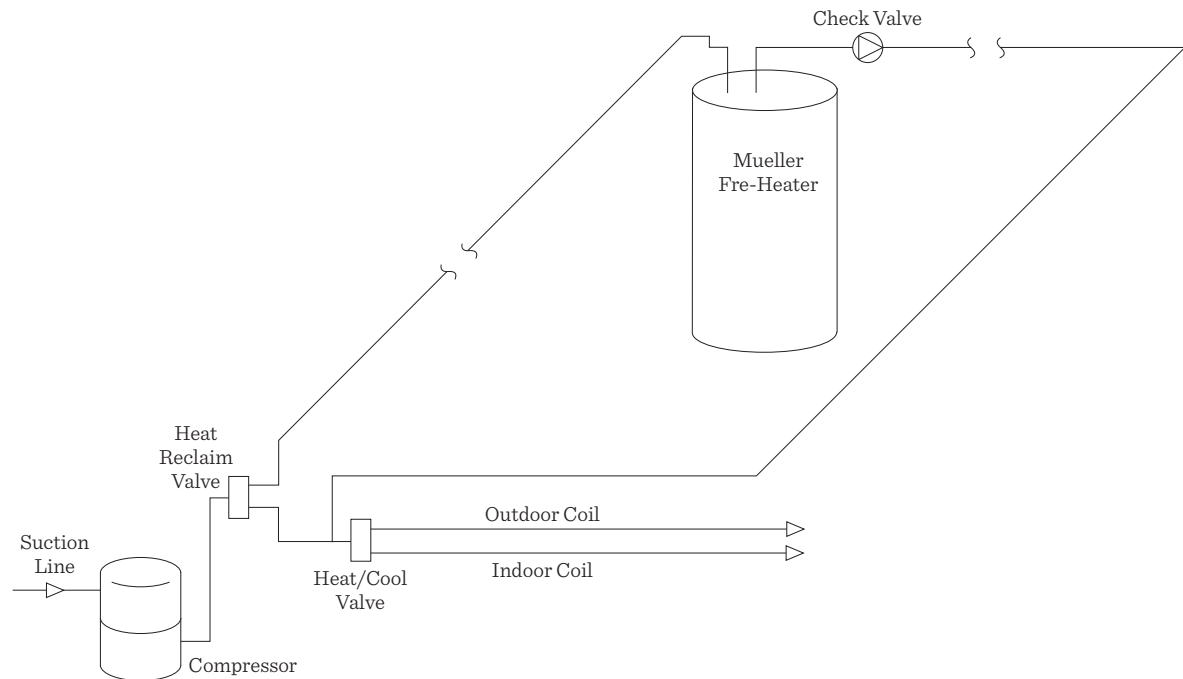 Check Valve
Mueller
Fre-Heater
Heat
Reclaim
Valve
Outdoor Coil
Suction
Line
Indoor Coil
Heat/Cool
Valve
Compressor